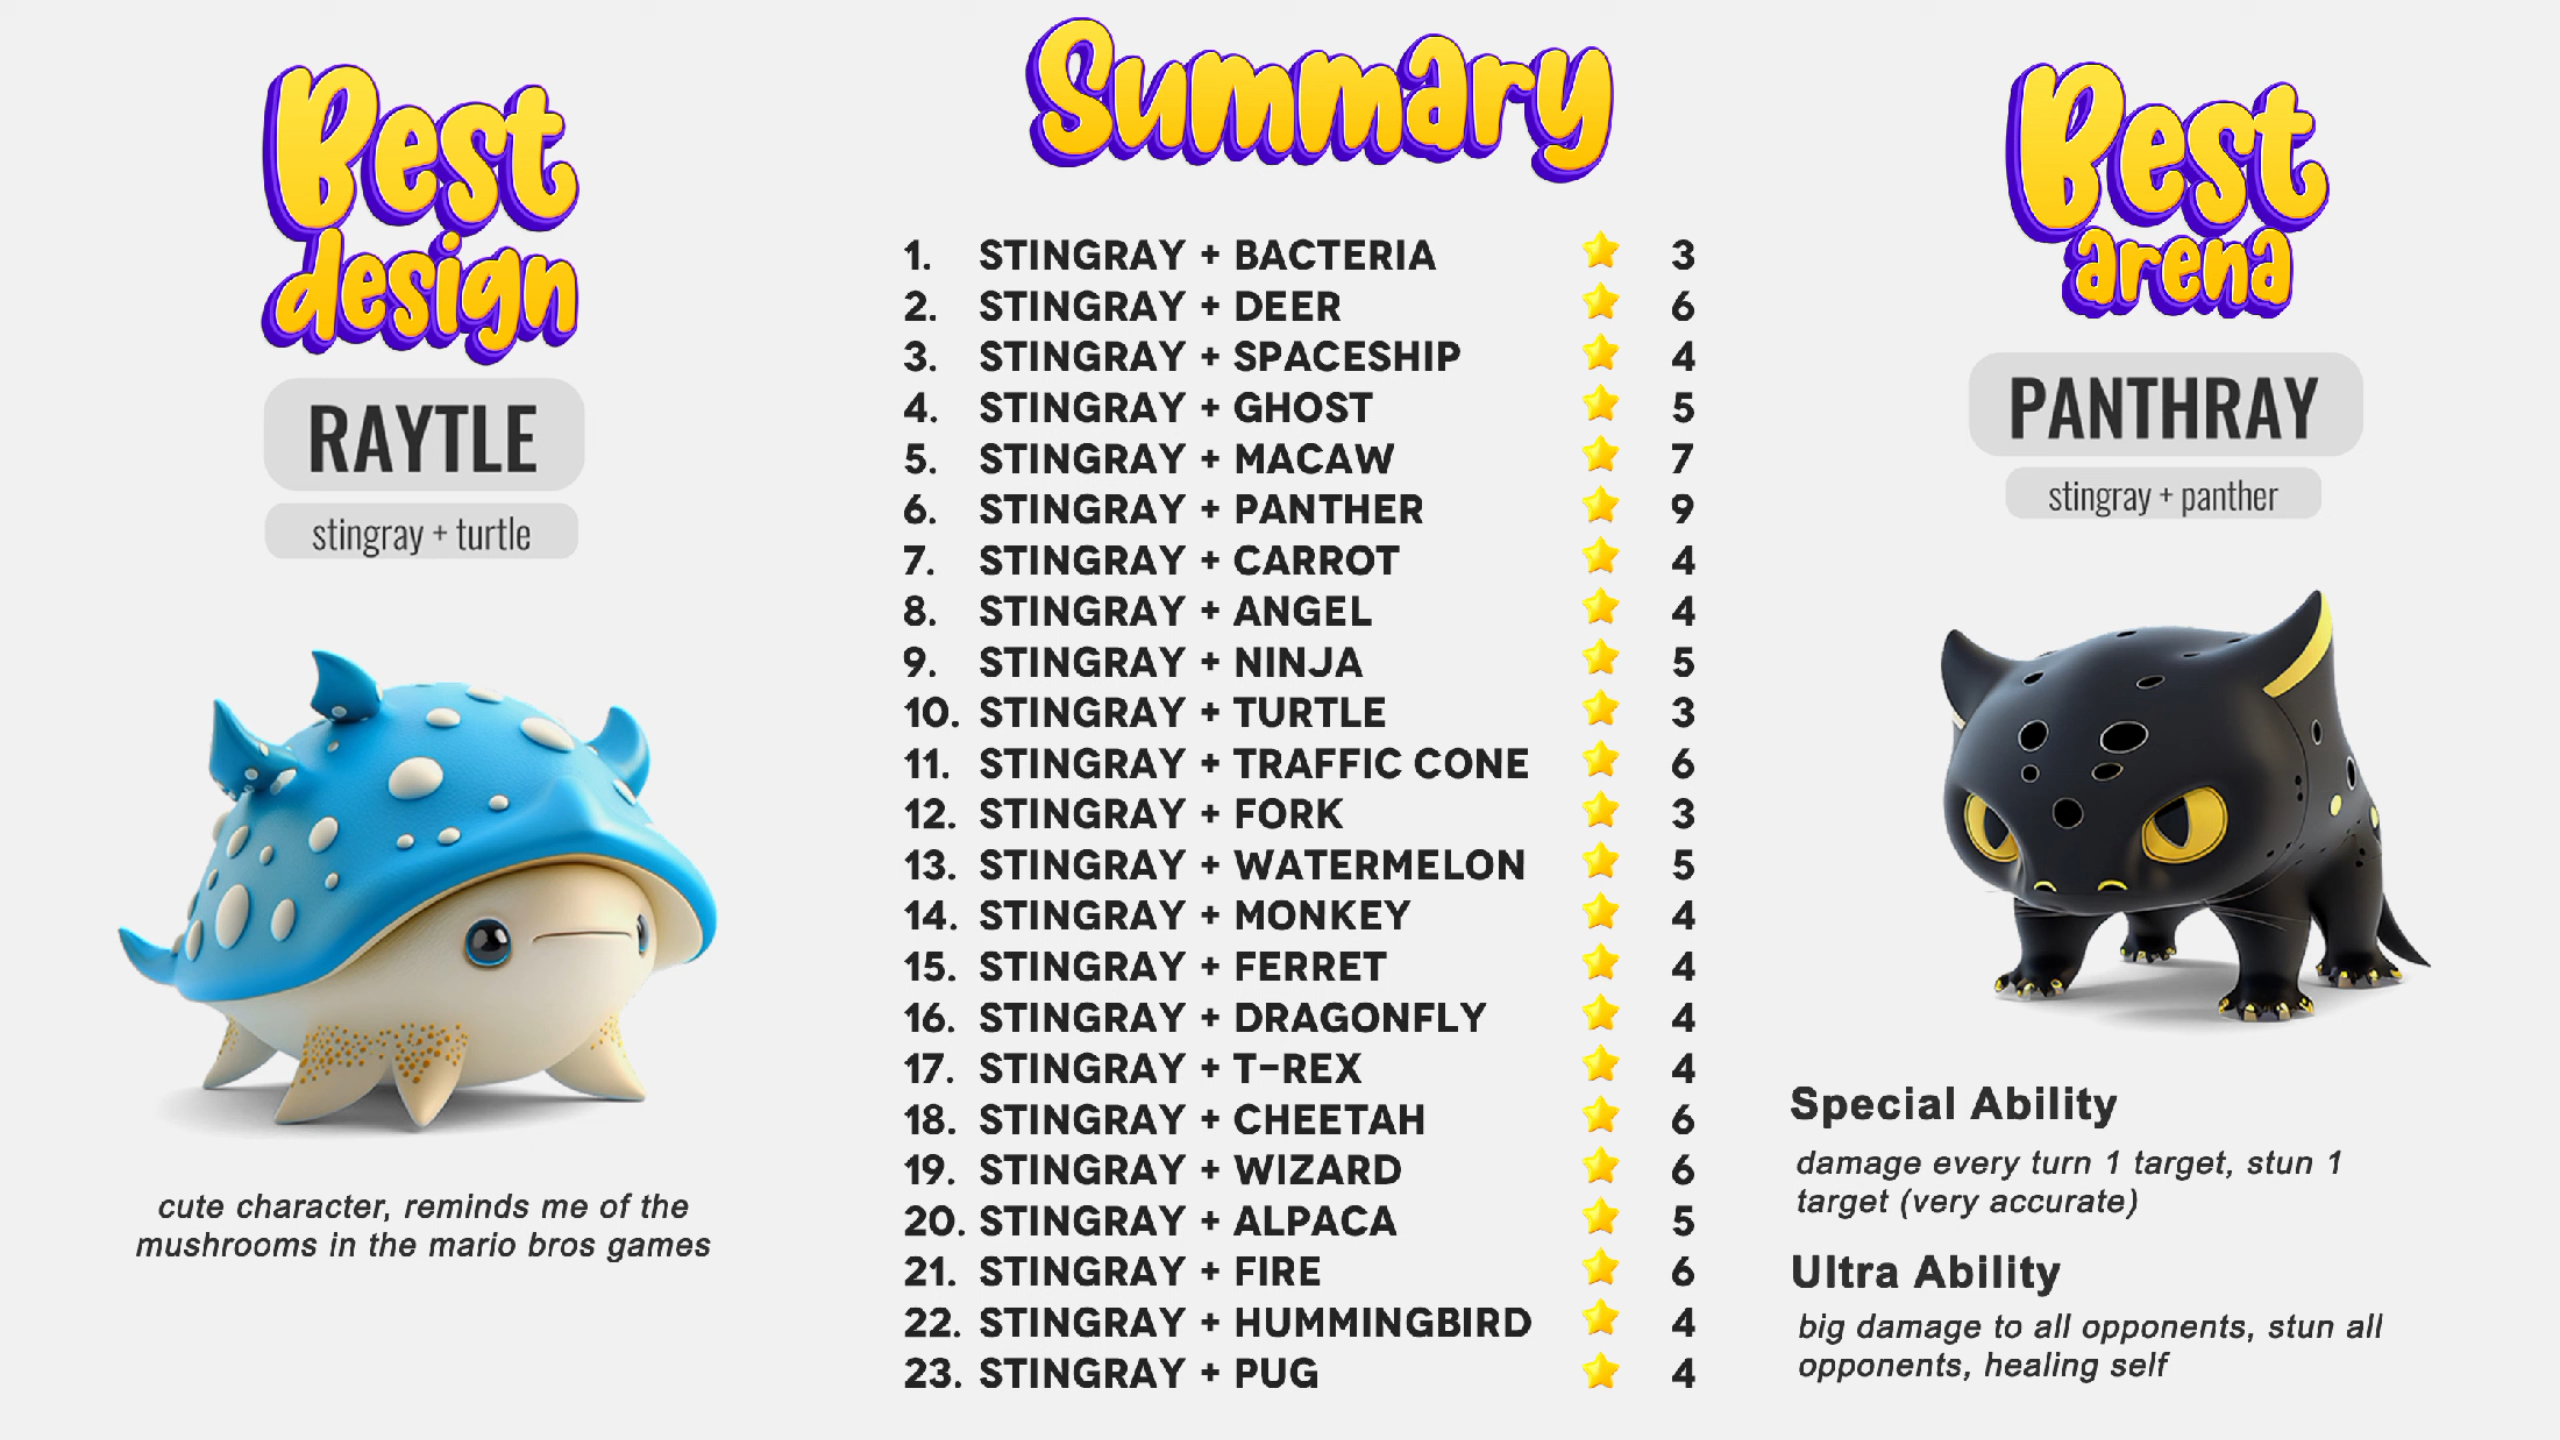 Best
design
RAYTLE
stingray + turtle
cute character, reminds me of the
mushrooms in the mario bros games
Summary
1. STINGRAY + BACTERIA 3
2. STINGRAY + DEER 6
3. STINGRAY + SPACESHIP 4
4. STINGRAY + GHOST 5
5. STINGRAY + MACAW 7
6. STINGRAY + PANTHER 9
7. STINGRAY + CARROT 4
8. STINGRAY + ANGEL 4
9. STINGRAY + NINJA 5
10. STINGRAY + TURTLE 3
11. STINGRAY + TRAFFIC CONE 6
12. STINGRAY + FORK 3
13. STINGRAY + WATERMELON 5
14. STINGRAY + MONKEY 4
15. STINGRAY + FERRET 4
16. STINGRAY + DRAGONFLY 4
17. STINGRAY + T-REX 4
18. STINGRAY + CHEETAH 6
19. STINGRAY + WIZARD 6
20. STINGRAY + ALPACA 5
21. STINGRAY + FIRE 6
22. STINGRAY + HUMMINGBIRD 4
23. STINGRAY + PUG 4
Best
arena
PANTHRAY
stingray + panther
Special Ability
damage every turn 1 target, stun 1
target (very accurate)
Ultra Ability
big damage to all opponents, stun all
opponents, healing self